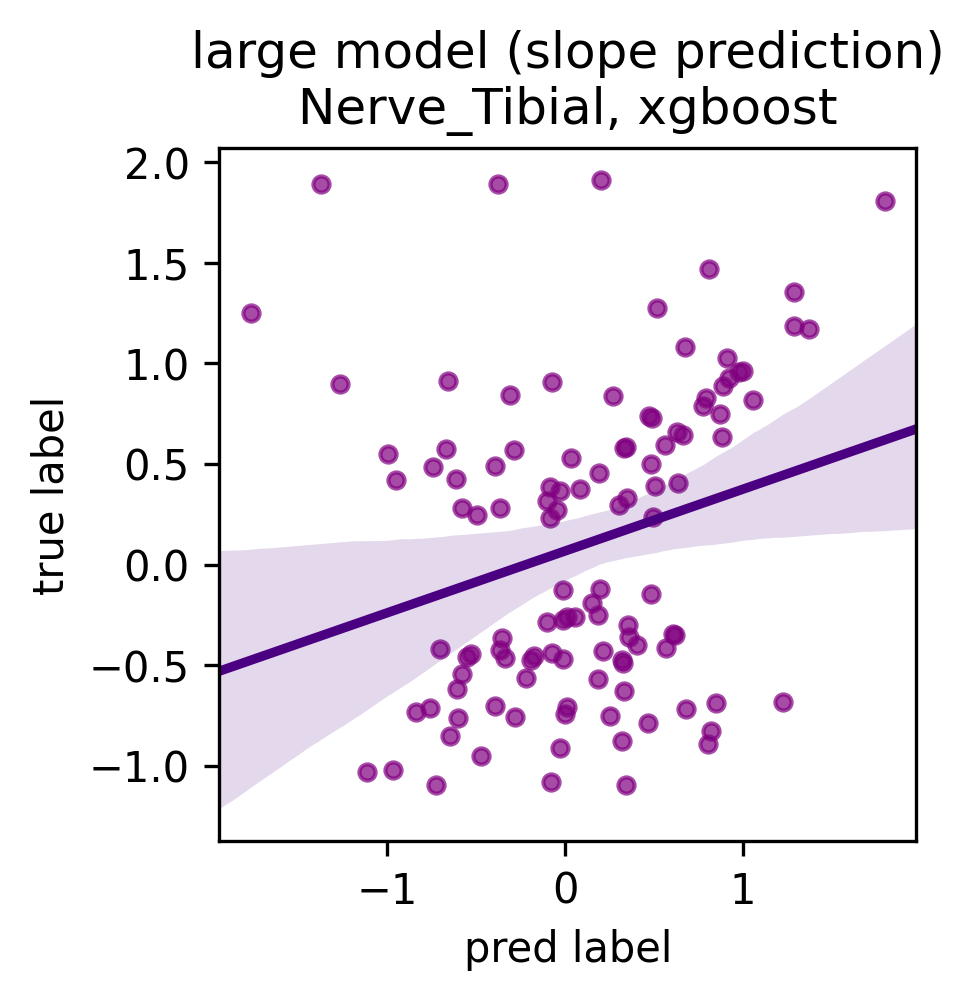 large model (slope prediction)
Nerve_Tibial, xgboost
2.0
1.5
1.0
0.5
0.0
−0.5
−1.0
true label
−1
0
1
pred label